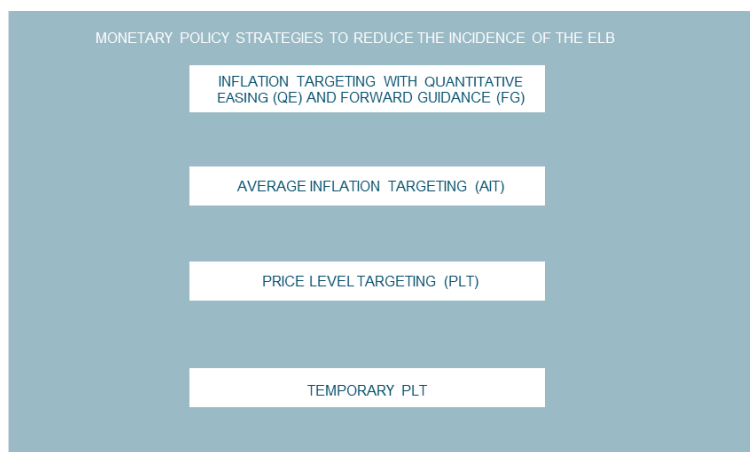 MONETARY POLICY STRATEGIES TO REDUCE THE INCIDENCE OF THE ELB
INFLATION TARGETING WITH QUANTITATIVE
EASING (QE) AND FORWARD GUIDANCE (FG)
AVERAGE INFLATION TARGETING (AIT)
PRICE LEVEL TARGETING (PLT)
TEMPORARY PLT